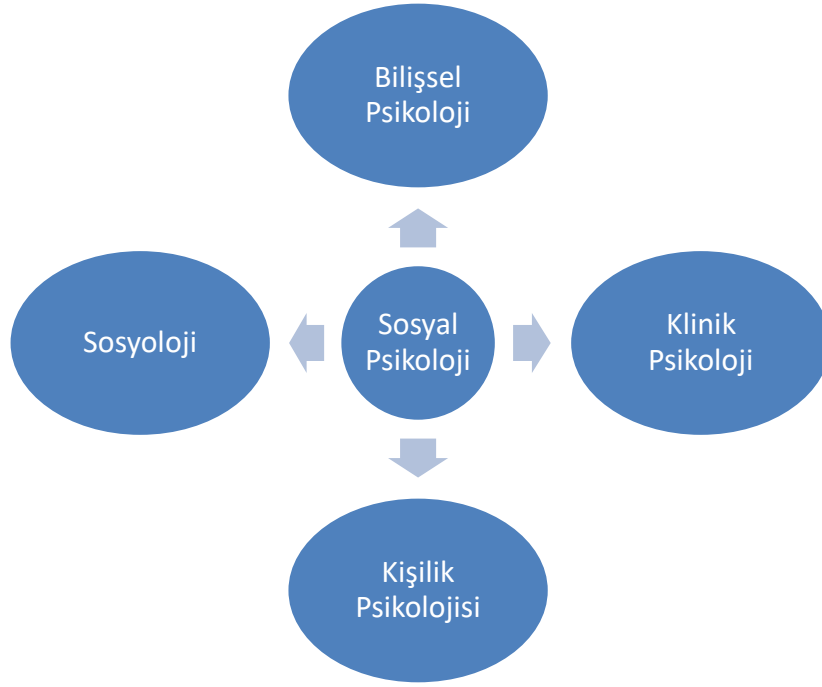 Bilişsel
Psikoloji
Sosyoloji
Sosyal
Psikoloji
Klinik
Psikoloji
Kişilik
Psikolojisi